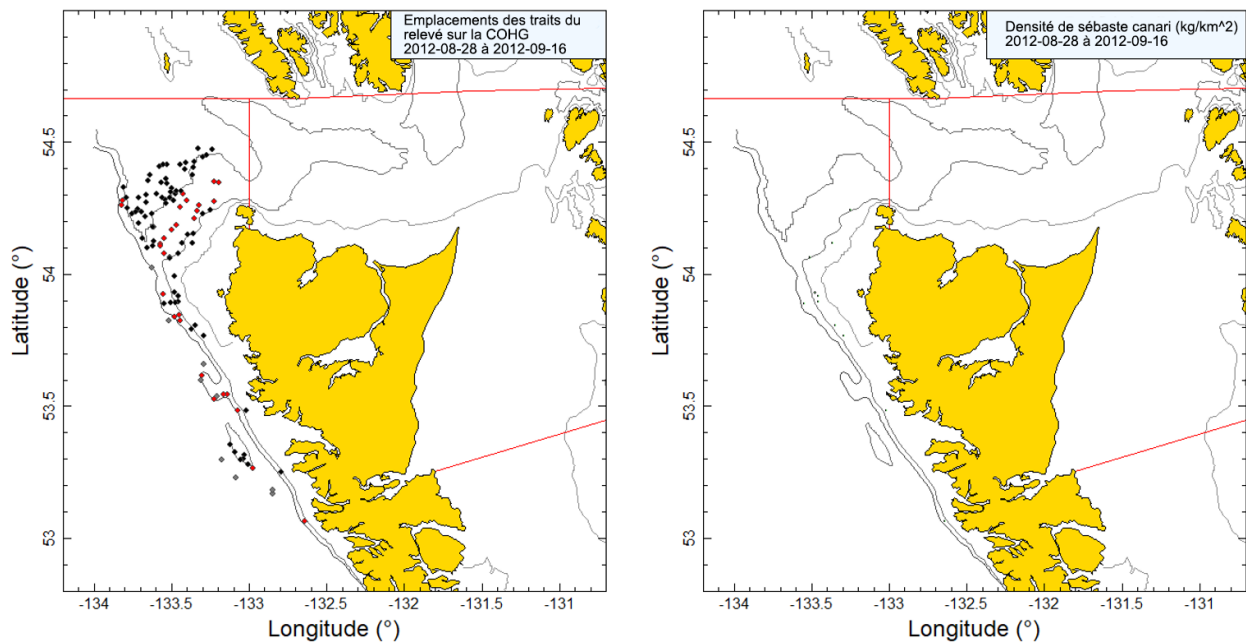 Emplacements des traits du
relevé sur la COHG
2012-08-28 à 2012-09-16
Latitude (°)
54.5
54
53.5
53
-134
-133.5
-133
-132.5
-132
-131.5
-131
Longitude (°)
Densité de sébaste canari (kg/km^2)
2012-08-28 à 2012-09-16
Latitude (°)
54.5
54
53.5
53
-134
-133.5
-133
-132.5
-132
-131.5
-131
Longitude (°)